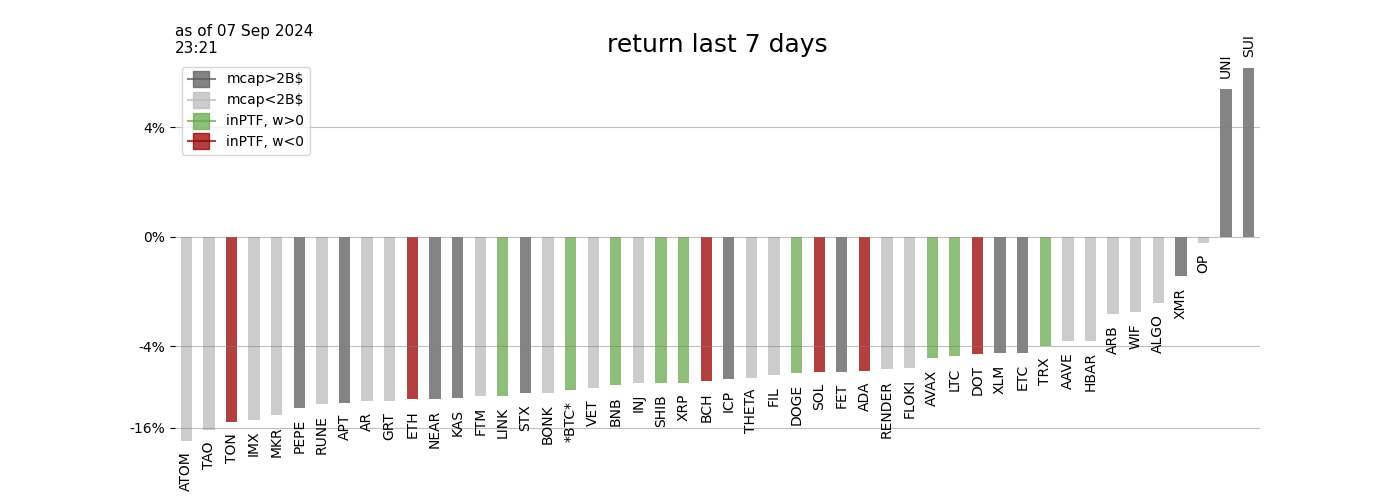 as of 07 Sep 2024
23:21
return last 7 days
mcap>2B$
mcap<2B$
inPTF, w>0
inPTF, w<0
4%
0%
-4%
-16%
ATOM
TAO
TON
IMX
MKR
PEPE
RUNE
APT
AR
GRT
ETH
NEAR
KAS
FTM
LINK
STX
BONK
*BTC*
VET
BNB
INJ
SHIB
XRP
BCH
ICP
THETA
FIL
DOGE
SOL
FET
ADA
RENDER
FLOKI
AVAX
LTC
DOT
XLM
ETC
TRX
AAVE
HBAR
ARB
WIF
ALGO
XMR
OP
UNI
SUI